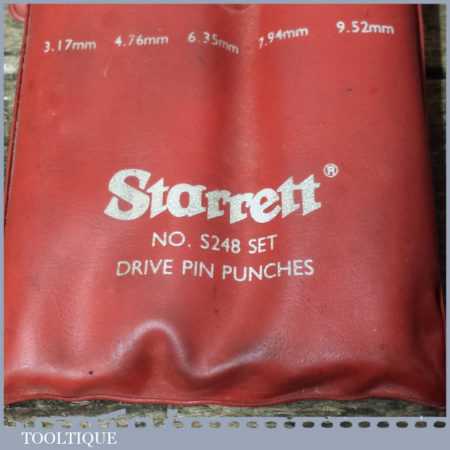 3.17mm 4.76mm 6.35mm 7.94mm 9.52mm
Starrett®
NO. S248 SET
DRIVE PIN PUNCHES
TOOLTIQUE